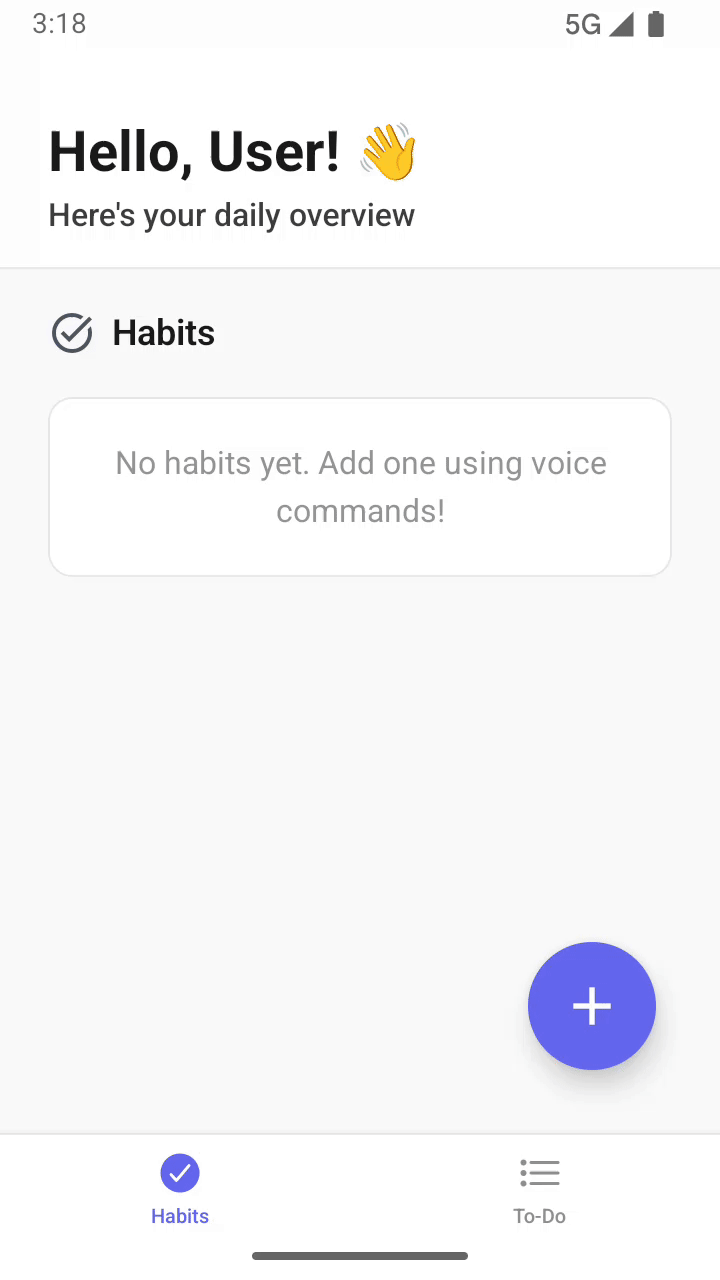 3:18
5G
Hello, User! 👋
Here's your daily overview
Habits
No habits yet. Add one using voice
commands!
Habits
To-Do